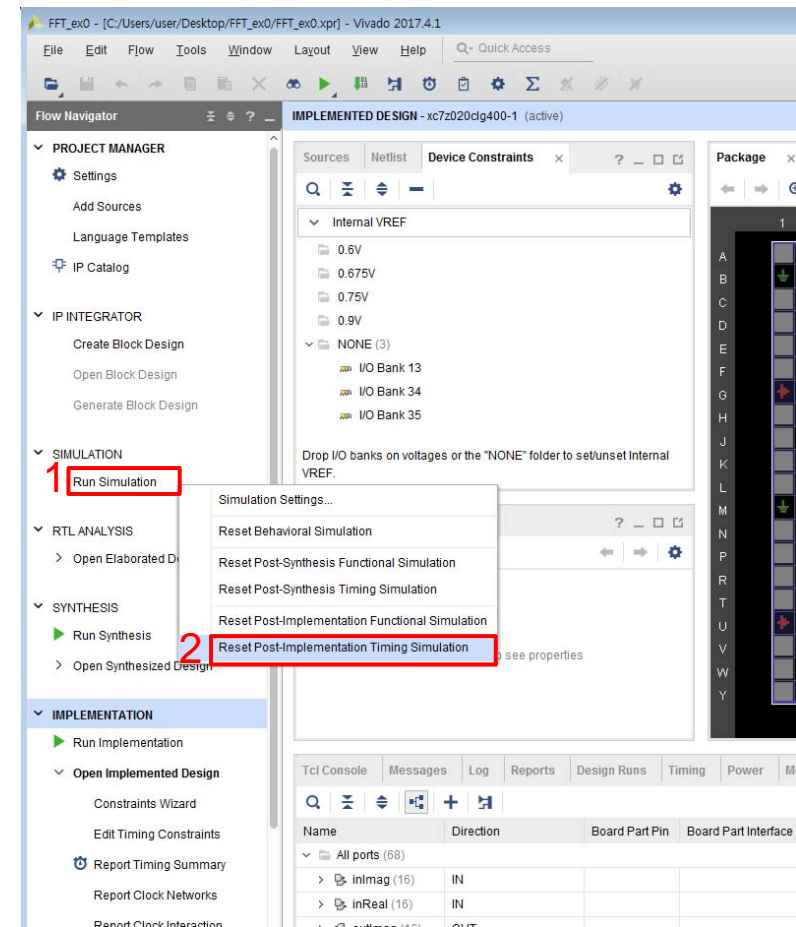 FFT_ex0 - [C:/Users/user/Desktop/FFT_ex0/FFT_ex0.xpr] - Vivado 2017.4.1
File Edit Flow Tools Window Layout View Help Quick Access
Flow Navigator
IMPLEMENTED DESIGN - xc7z020clg400-1 (active)
PROJECT MANAGER
Settings
Add Sources
Language Templates
IP Catalog
IP INTEGRATOR
Create Block Design
Open Block Design
Generate Block Design
SIMULATION
1
Run Simulation
RTL ANALYSIS
Open Elaborated D
SYNTHESIS
Run Synthesis
Open Synthesized Design
IMPLEMENTATION
Run Implementation
Open Implemented Design
Constraints Wizard
Edit Timing Constraints
Report Timing Summary
Report Clock Networks
Report Clock Interaction
Simulation Settings...
Reset Behavioral Simulation
Reset Post-Synthesis Functional Simulation
Reset Post-Synthesis Timing Simulation
Reset Post-Implementation Functional Simulation
2
Reset Post-Implementation Timing Simulation
Sources Netlist Device Constraints
Internal VREF
0.6V
0.675V
0.75V
0.9V
NONE (3)
I/O Bank 13
I/O Bank 34
I/O Bank 35
Drop I/O banks on voltages or the "NONE" folder to set/unset Internal
VREF.
see properties
Package
1
A
B
C
D
E
F
G
H
J
K
L
M
N
P
R
T
U
V
W
Y
Tcl Console Messages Log Reports Design Runs Timing Power
Name Direction Board Part Pin Board Part Interface
All ports (68)
inImag (16) IN
inReal (16) IN